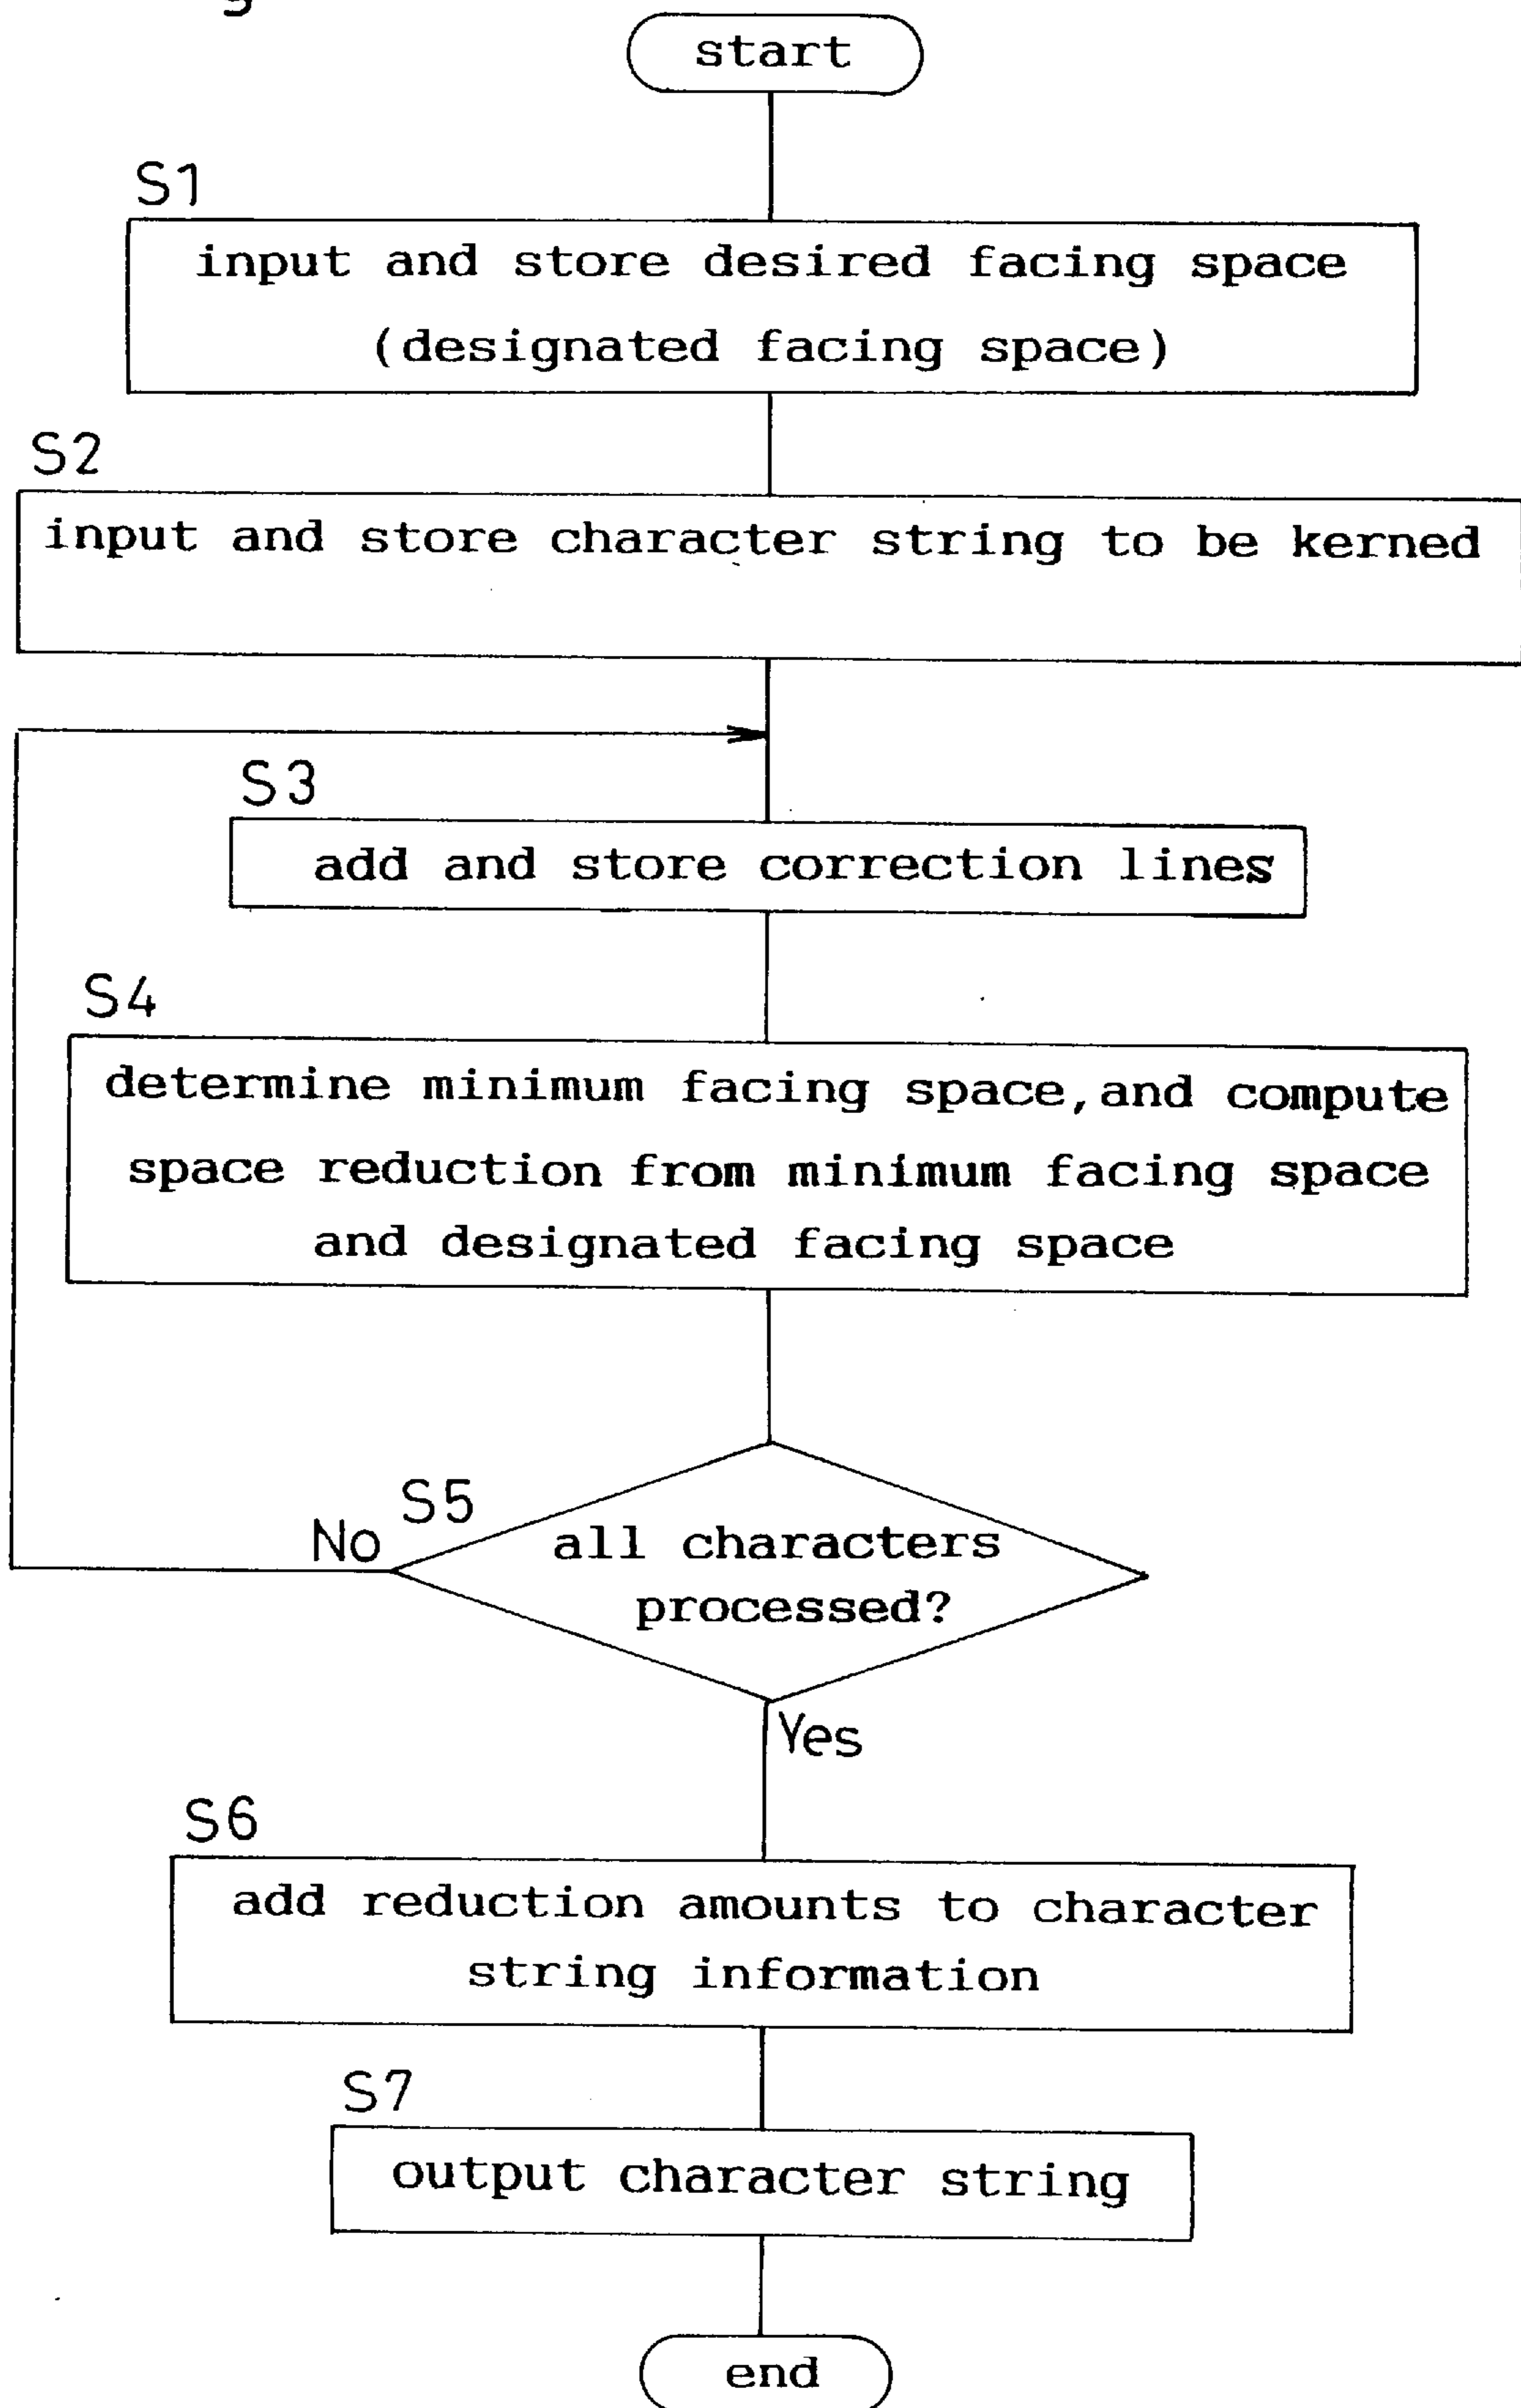 start
S1
input and store desired facing space
(designated facing space)
S2
input and store character string to be kerned
S3
add and store correction lines
S4
determine minimum facing space,and compute
space reduction from minimum facing space
and designated facing space
S5
No
all characters
processed?
Yes
S6
add reduction amounts to character
string information
S7
output character string
end